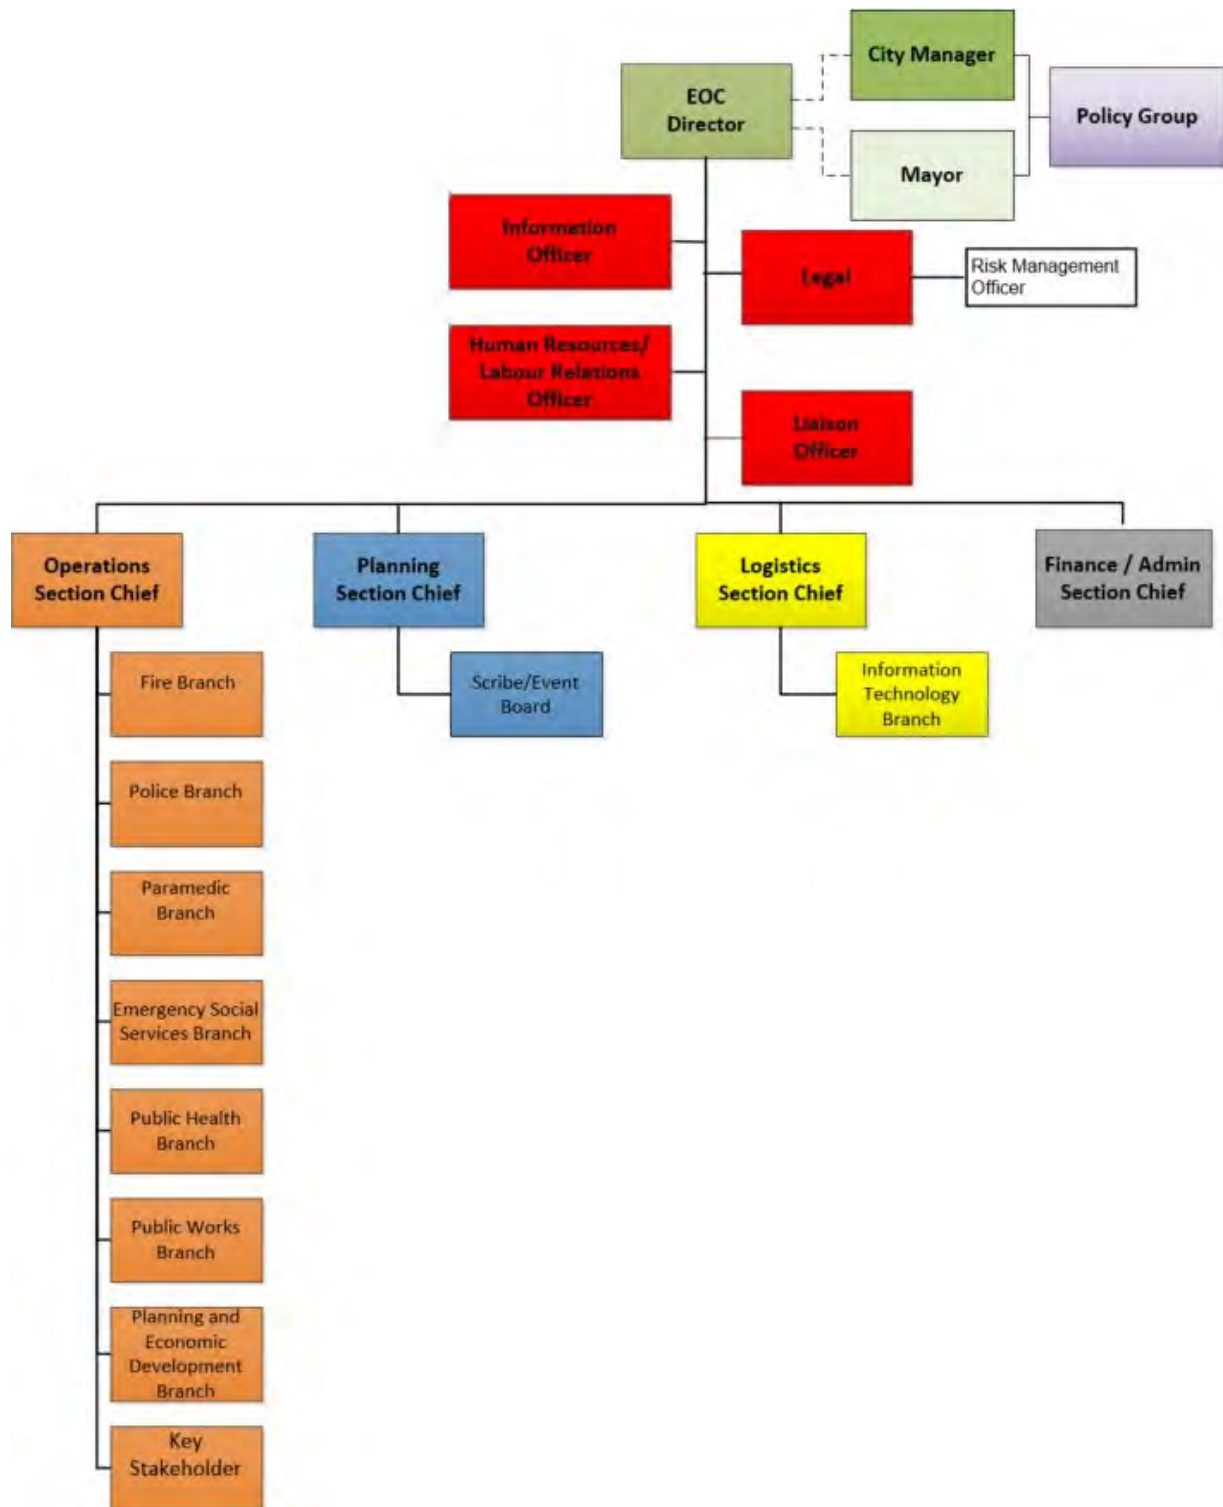 City Manager
EOC
Director
Policy Group
Mayor
Information
Officer
Legal
Risk Management
Officer
Human Resources/
Labour Relations
Officer
Liaison
Officer
Operations
Section Chief
Planning
Section Chief
Logistics
Section Chief
Finance / Admin
Section Chief
Fire Branch
Scribe/Event
Board
Information
Technology
Branch
Police Branch
Paramedic
Branch
Emergency Social
Services Branch
Public Health
Branch
Public Works
Branch
Planning and
Economic
Development
Branch
Key
Stakeholder